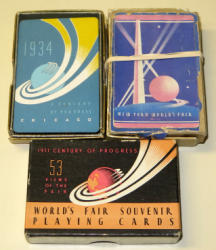 1934
A CENTURY
OF PROGRESS
CHICAGO
NEW YORK WORLD'S FAIR
1933 CENTURY OF PROGRESS
53
VIEWS
OF THE
FAIR
WORLD'S FAIR SOUVENIR
PLAYING CARDS